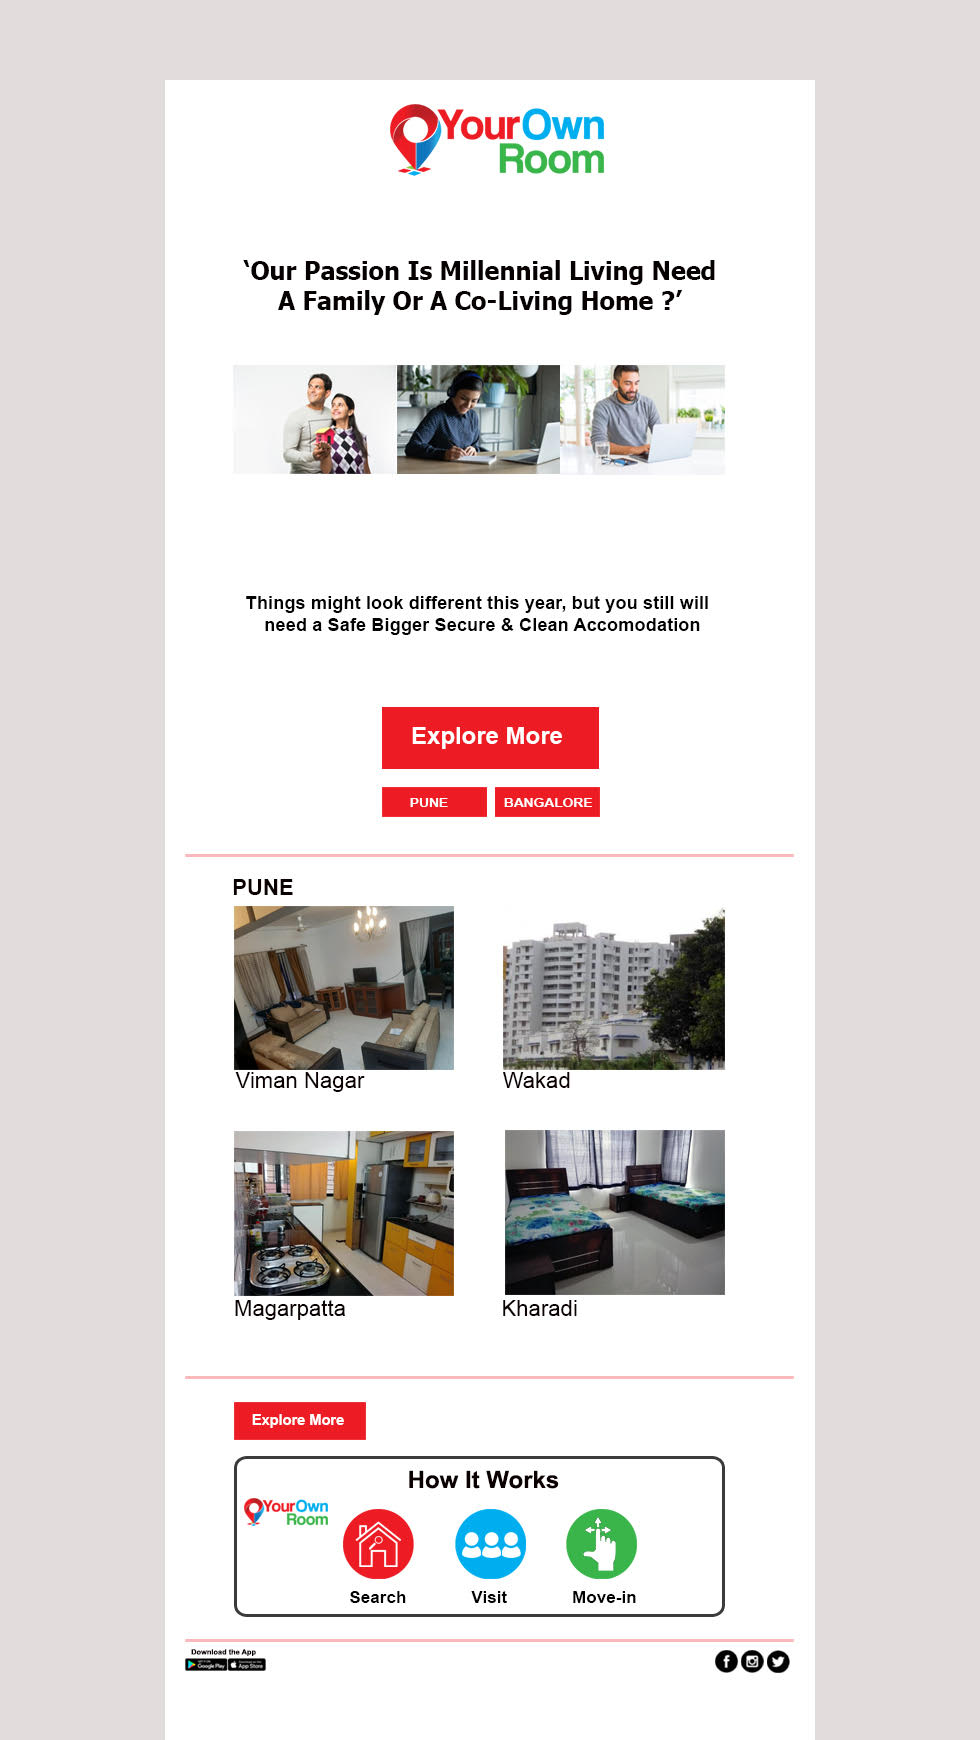 YourOwn
Room
‘Our Passion Is Millennial Living Need
A Family Or A Co-Living Home ?’
Things might look different this year, but you still will
need a Safe Bigger Secure & Clean Accomodation
Explore More
PUNE
BANGALORE
PUNE
Viman Nagar
Wakad
Magarpatta
Kharadi
Explore More
How It Works
YourOwn
Room
Search
Visit
Move-in
Download the App
Google Play
App Store